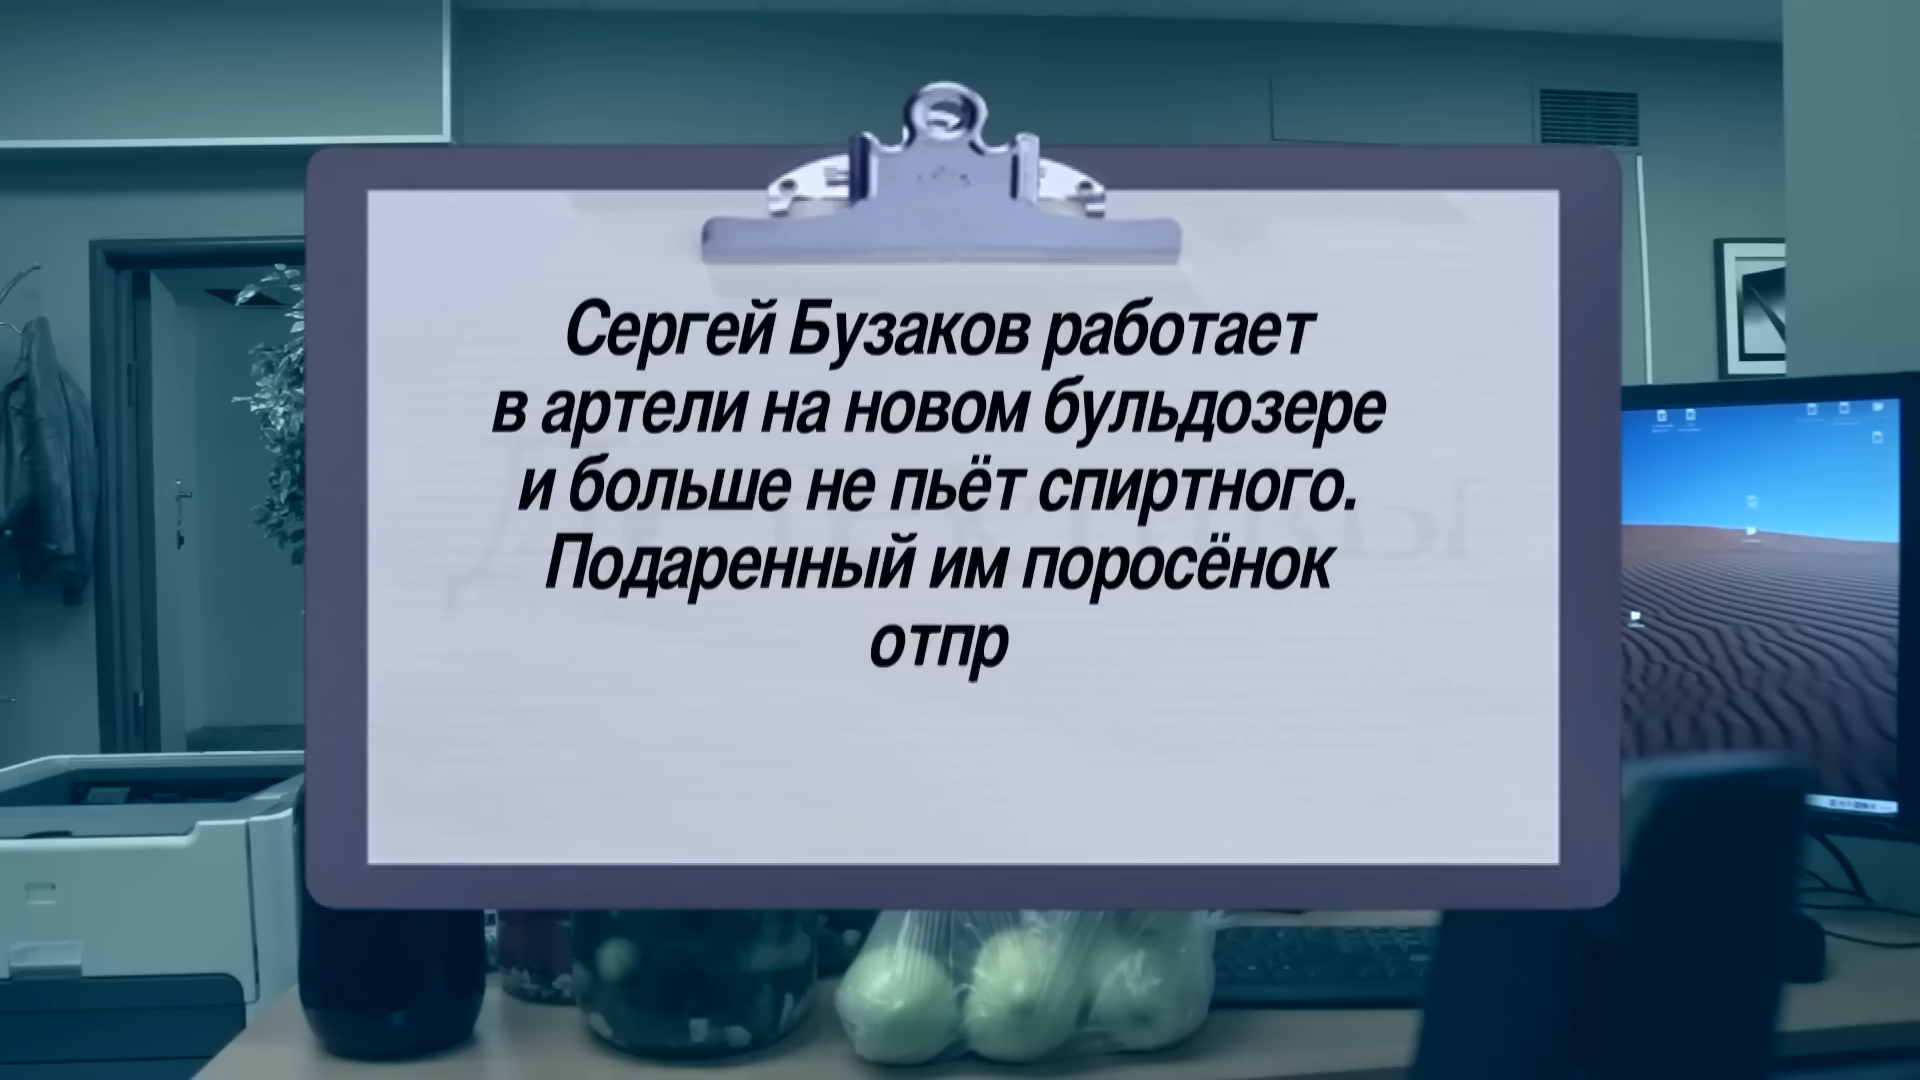 Сергей Бузаков работает
в артели на новом бульдозере
и больше не пьёт спиртного.
Подаренный им поросёнок
отпр